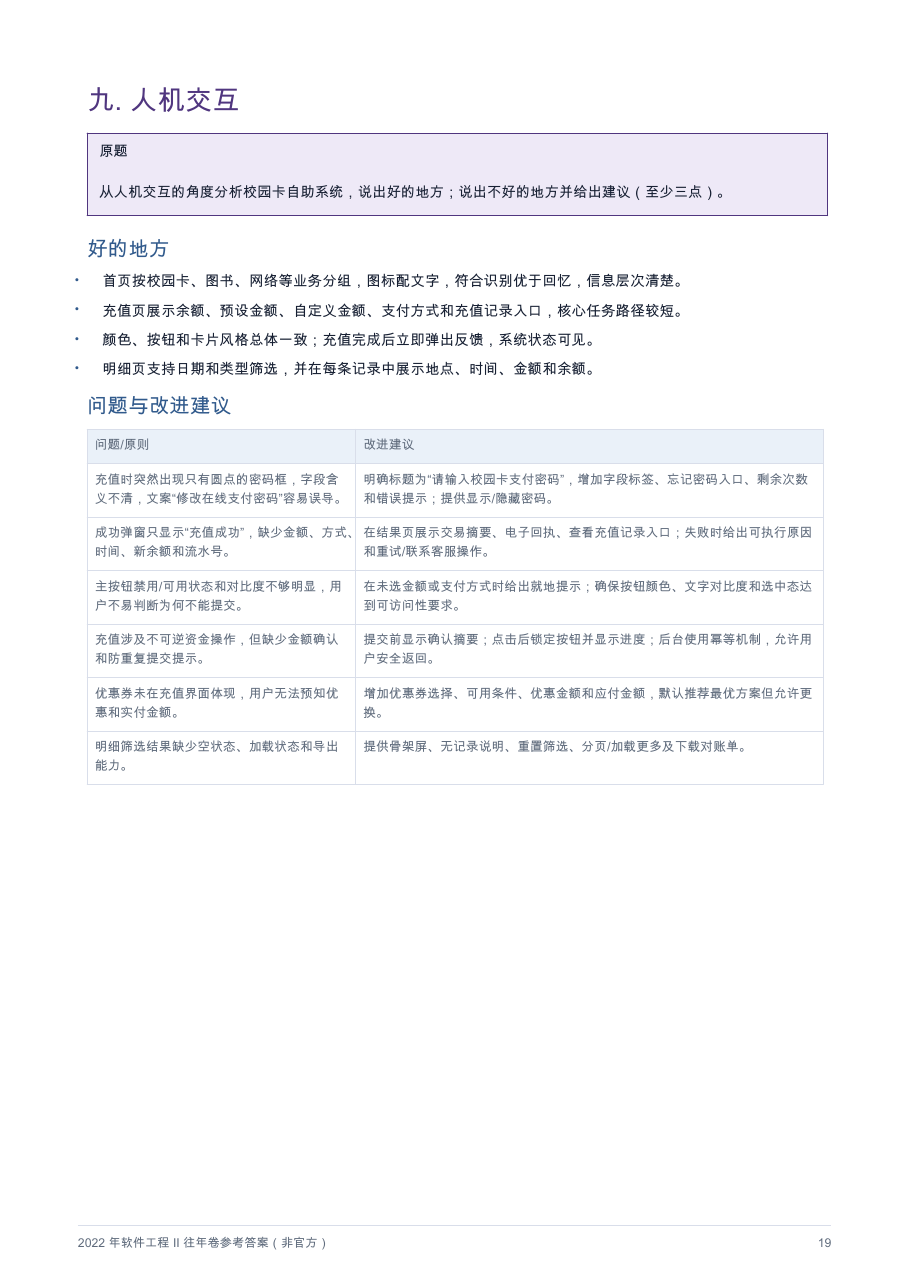 九. 人机交互
原题
从人机交互的角度分析校园卡自助系统，说出好的地方；说出不好的地方并给出建议（至少三点）。
好的地方
• 首页按校园卡、图书、网络等业务分组，图标配文字，符合识别优于回忆，信息层次清楚。
• 充值页展示余额、预设金额、自定义金额、支付方式和充值记录入口，核心任务路径较短。
• 颜色、按钮和卡片风格总体一致；充值完成后立即弹出反馈，系统状态可见。
• 明细页支持日期和类型筛选，并在每条记录中展示地点、时间、金额和余额。
问题与改进建议
问题/原则 改进建议
充值时突然出现只有圆点的密码框，字段含
义不清，文案“修改在线支付密码”容易误导。
明确标题为“请输入校园卡支付密码”，增加字段标签、忘记密码入口、剩余次数
和错误提示；提供显示/隐藏密码。
成功弹窗只显示“充值成功”，缺少金额、方式、
时间、新余额和流水号。
在结果页展示交易摘要、电子回执、查看充值记录入口；失败时给出可执行原因
和重试/联系客服操作。
主按钮禁用/可用状态和对比度不够明显，用
户不易判断为何不能提交。
在未选金额或支付方式时给出就地提示；确保按钮颜色、文字对比度和选中态达
到可访问性要求。
充值涉及不可逆资金操作，但缺少金额确认
和防重复提交提示。
提交前显示确认摘要；点击后锁定按钮并显示进度；后台使用幂等机制，允许用
户安全返回。
优惠券未在充值界面体现，用户无法预知优
惠和实付金额。
增加优惠券选择、可用条件、优惠金额和应付金额，默认推荐最优方案但允许更
换。
明细筛选结果缺少空状态、加载状态和导出
能力。
提供骨架屏、无记录说明、重置筛选、分页/加载更多及下载对账单。
2022 年软件工程 II 往年卷参考答案（非官方） 19